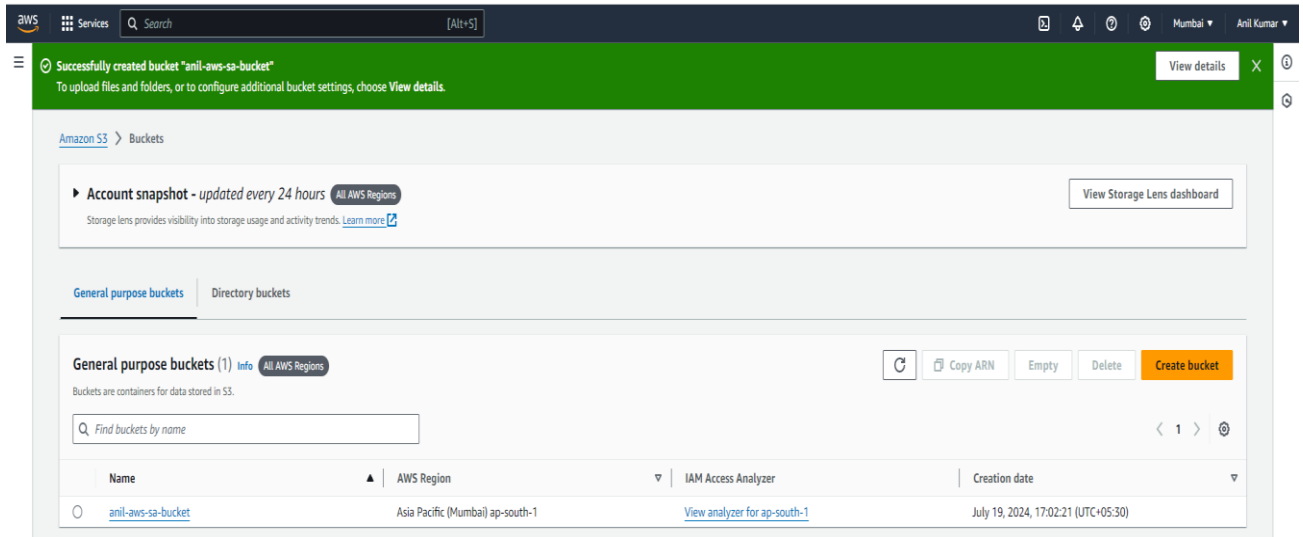 aws Services Search [Alt+S] Mumbai Anil Kumar
Successfully created bucket "anil-aws-sa-bucket" View details
To upload files and folders, or to configure additional bucket settings, choose View details.
Amazon S3 Buckets
Account snapshot - updated every 24 hours All AWS Regions View Storage Lens dashboard
Storage lens provides visibility into storage usage and activity trends. Learn more
General purpose buckets Directory buckets
General purpose buckets (1) Info All AWS Regions Copy ARN Empty Delete Create bucket
Buckets are containers for data stored in S3.
Find buckets by name 1
Name AWS Region IAM Access Analyzer Creation date
anil-aws-sa-bucket Asia Pacific (Mumbai) ap-south-1 View analyzer for ap-south-1 July 19, 2024, 17:02:21 (UTC+05:30)